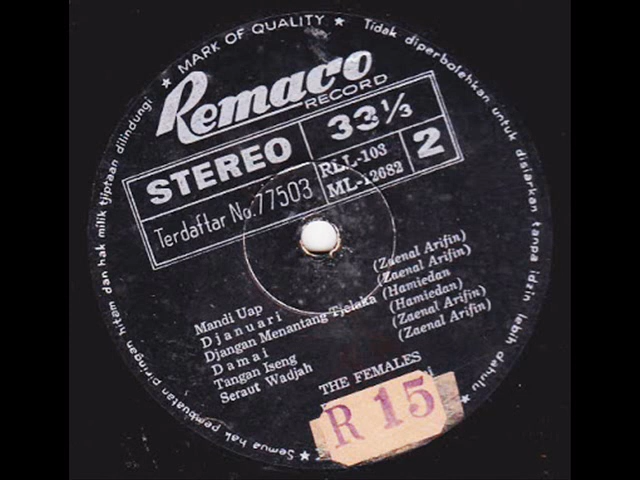 ★ MARK OF QUALITY ★
Tidak diperbolehkan untuk disiarkan tanpa idzin lebih dahulu ★
Semua hak pembuatan piringan hitam dan hak milik tjiptaan dilindungi
Remaco
RECORD
STEREO
33⅓
2
Terdaftar No. 77503
RLL-103
ML-12082
Mandi Uap (Zaenal Arifin)
Djanuari (Zaenal Arifin)
Djangan Menantang Tjelaka (Hamiedan
Damai (Hamiedan)
Tangan Iseng (Zaenal Arifin)
Seraut Wadjah (Zaenal Arifin)
THE FEMALES
R 15